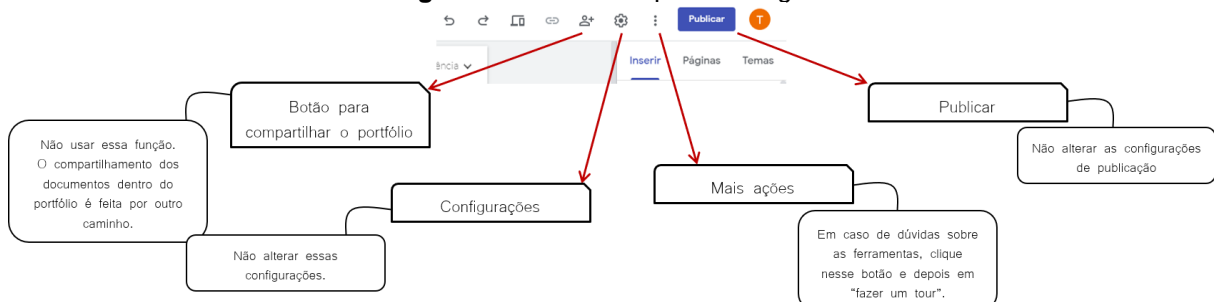 Publicar
T
ência
Inserir Páginas Temas
Botão para
compartilhar o portfólio
Não usar essa função.
O compartilhamento dos
documentos dentro do
portfólio é feita por outro
caminho.
Configurações
Não alterar essas
configurações.
Mais ações
Em caso de dúvidas sobre
as ferramentas, clique
nesse botão e depois em
“fazer um tour”.
Publicar
Não alterar as configurações
de publicação